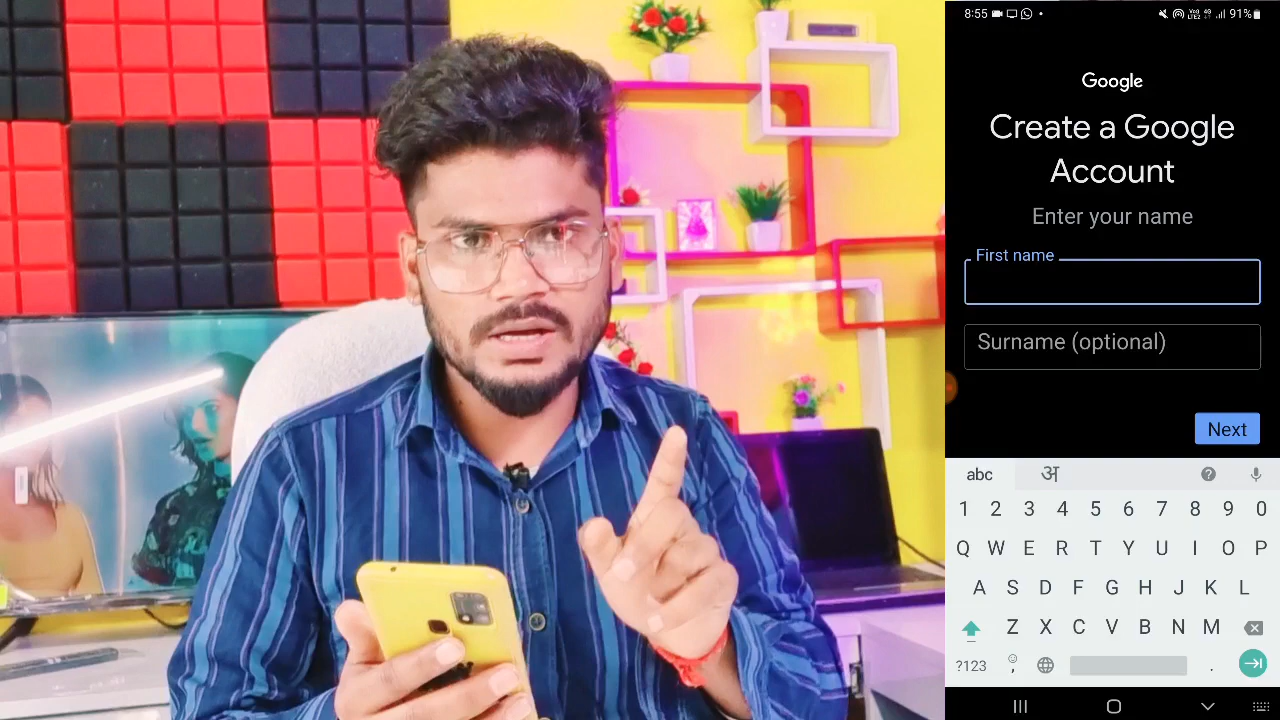 8:55
91%
Google
Create a Google
Account
Enter your name
First name
Surname (optional)
Next
abc अ
1 2 3 4 5 6 7 8 9 0
Q W E R T Y U I O P
A S D F G H J K L
Z X C V B N M
?123 , .